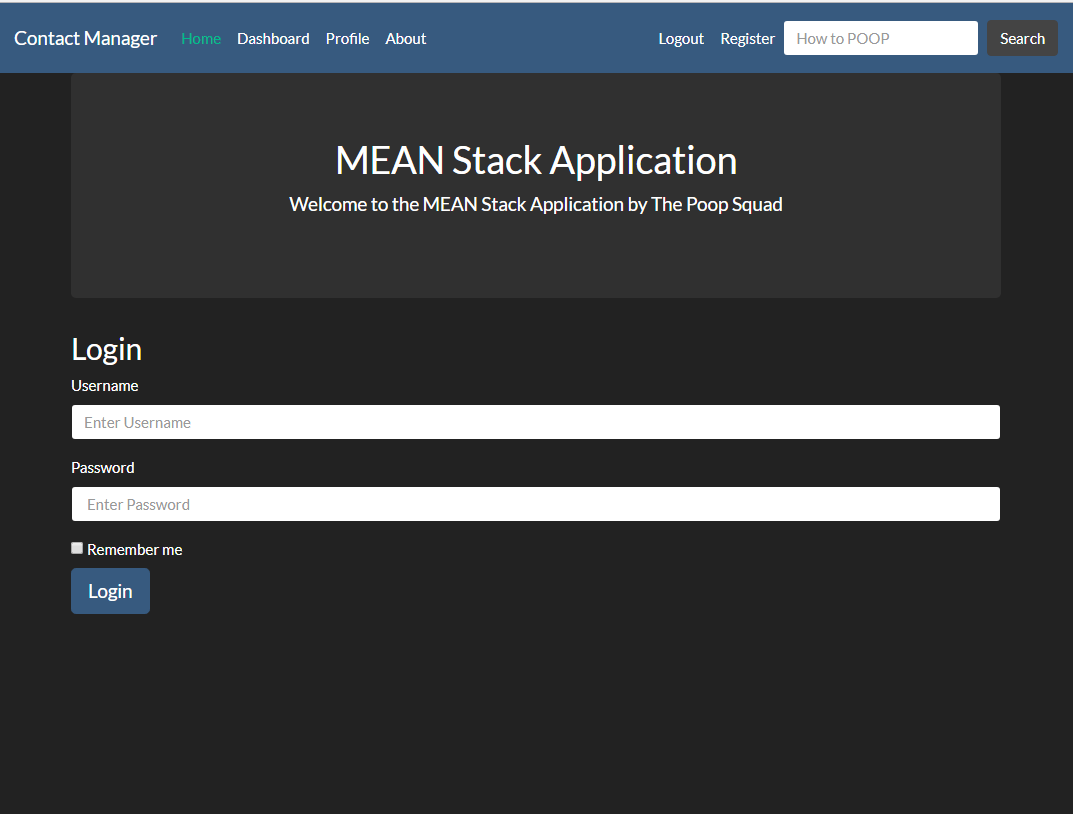 Contact Manager Home Dashboard Profile About Logout Register How to POOP Search
MEAN Stack Application
Welcome to the MEAN Stack Application by The Poop Squad
Login
Username
Enter Username
Password
Enter Password
Remember me
Login